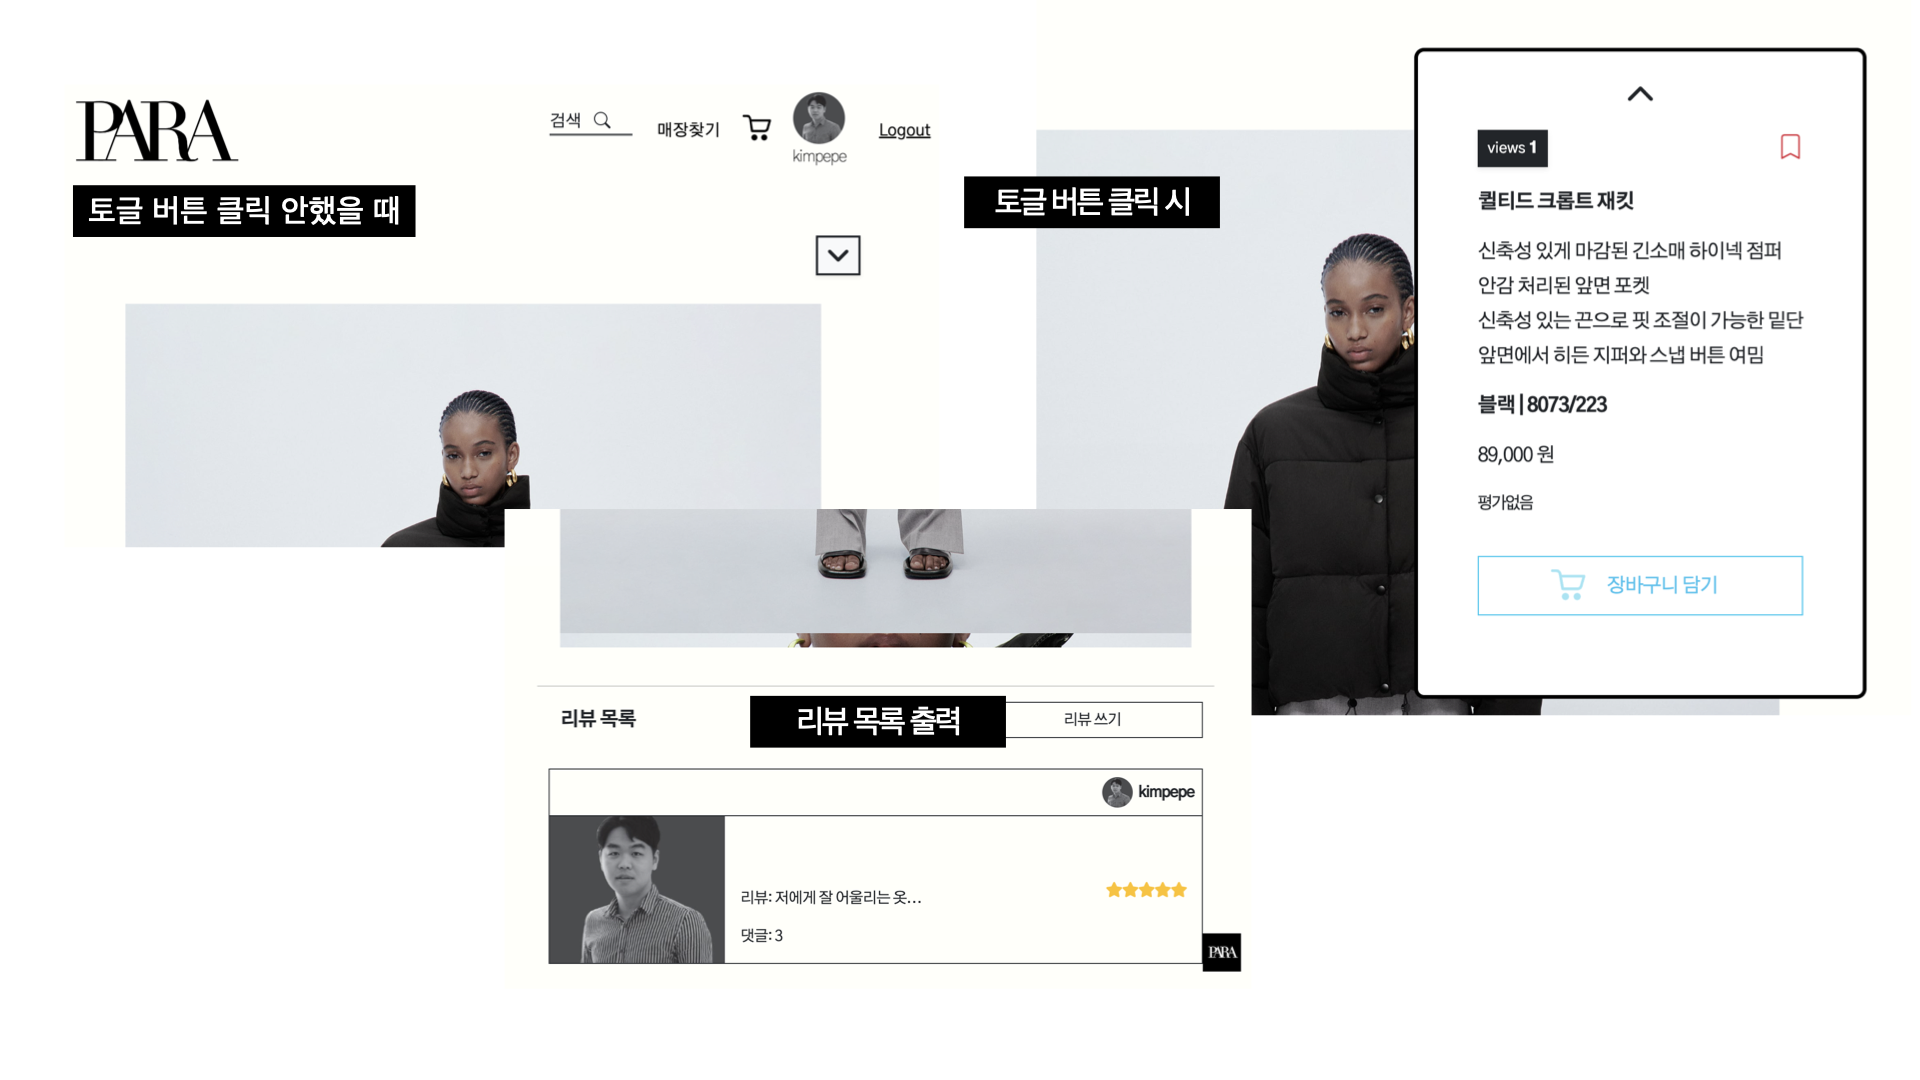 PARA
검색
매장찾기
kimpepe
Logout
토글 버튼 클릭 안했을 때
토글 버튼 클릭 시
views 1
퀼티드 크롭트 재킷
신축성 있게 마감된 긴소매 하이넥 점퍼
안감 처리된 앞면 포켓
신축성 있는 끈으로 핏 조절이 가능한 밑단
앞면에서 히든 지퍼와 스냅 버튼 여밈
블랙 | 8073/223
89,000 원
평가없음
장바구니 담기
리뷰 목록
리뷰 목록 출력
리뷰 쓰기
kimpepe
리뷰: 저에게 잘 어울리는 옷...
댓글: 3
PARA